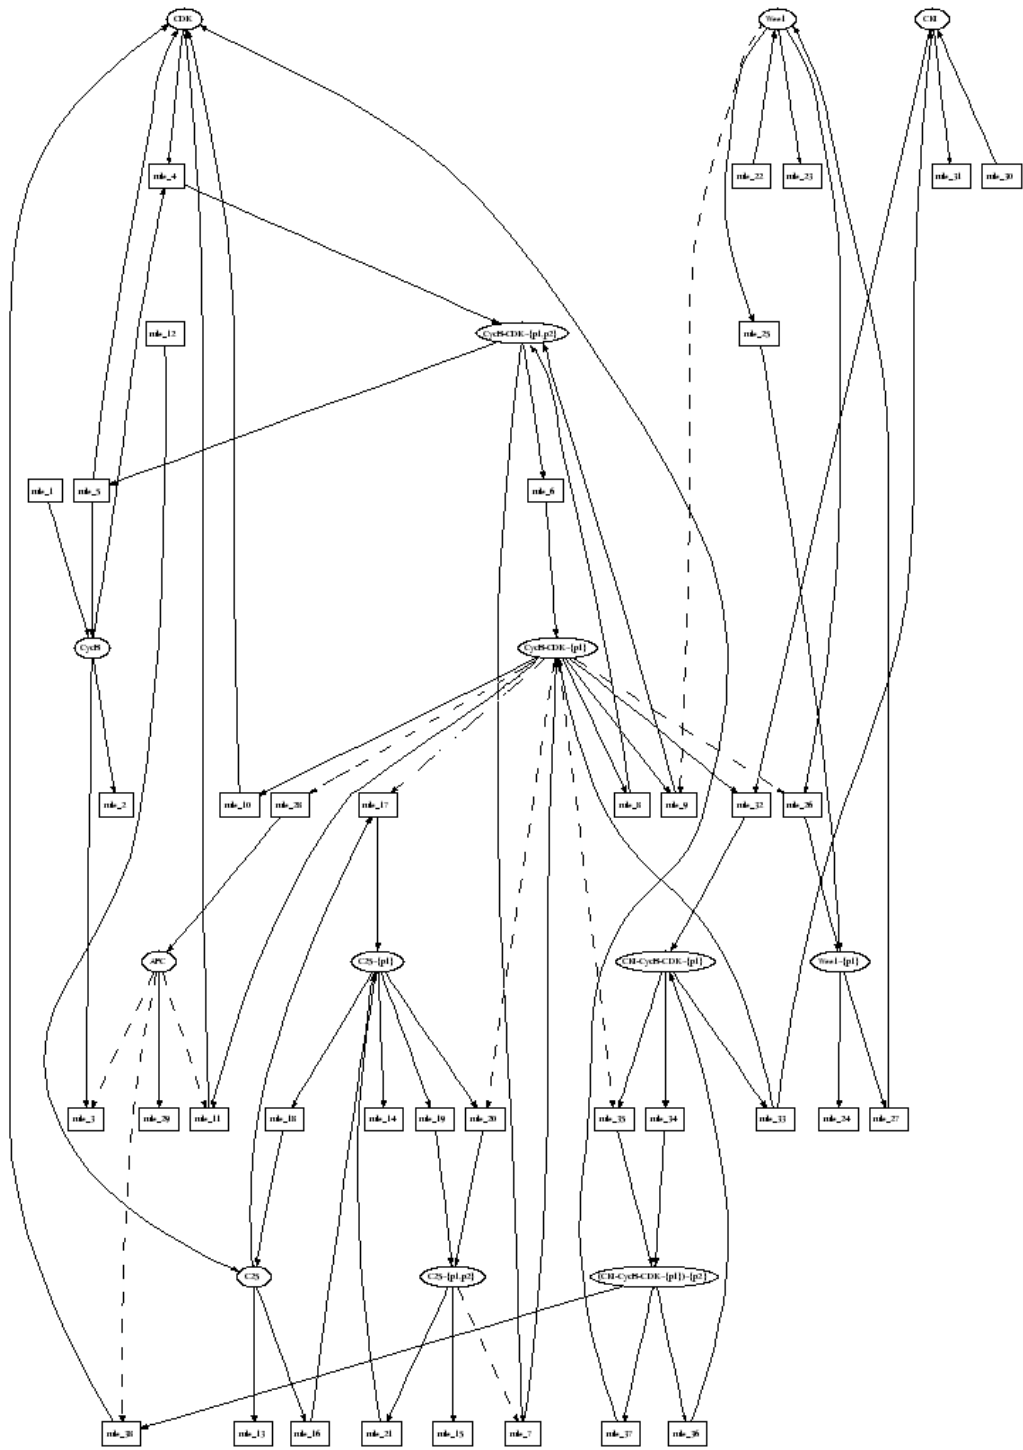 CDK
Wee1
CKI
rule_4
rule_22
rule_23
rule_31
rule_30
rule_12
CycB-CDK~{p1,p2}
rule_25
rule_1
rule_5
rule_6
CycB
CycB-CDK~{p1}
rule_2
rule_10
rule_28
rule_17
rule_8
rule_9
rule_32
rule_26
APC
C25~{p1}
CKI-CycB-CDK~{p1}
Wee1~{p1}
rule_3
rule_29
rule_11
rule_18
rule_14
rule_19
rule_20
rule_35
rule_34
rule_33
rule_24
rule_27
C25
C25~{p1,p2}
(CKI-CycB-CDK~{p1})~{p2}
rule_38
rule_13
rule_16
rule_21
rule_15
rule_7
rule_37
rule_36